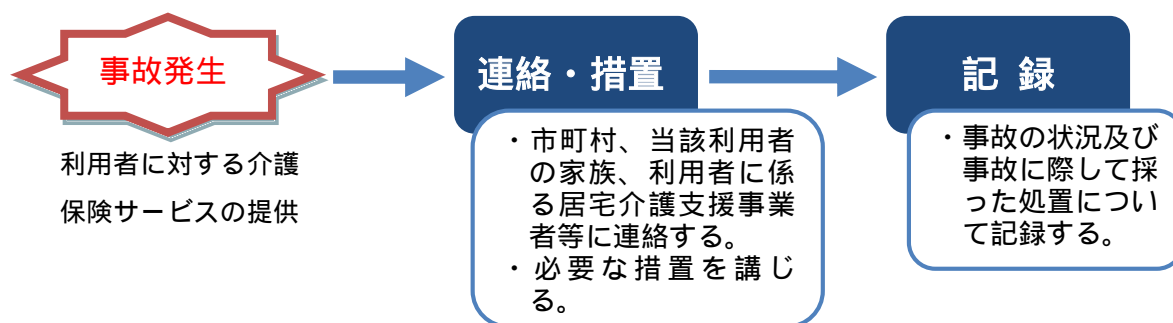 事故発生
利用者に対する介護
保険サービスの提供
連絡・措置
・市町村、当該利用者
の家族、利用者に係
る居宅介護支援事業
者等に連絡する。
・必要な措置を講じ
る。
記 録
・事故の状況及び
事故に際して採
った処置につい
て記録する。